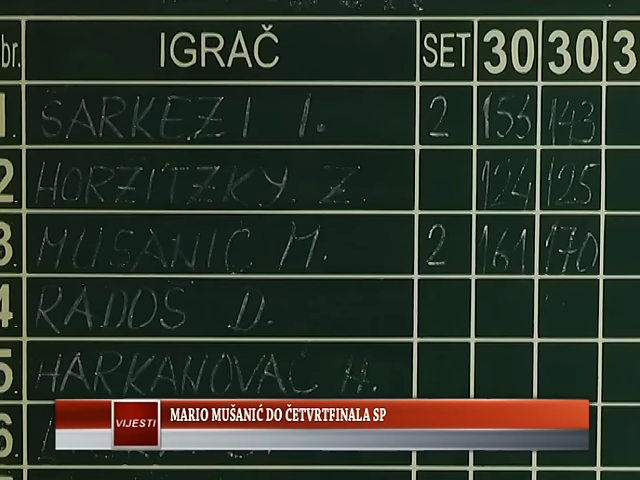 br. IGRAČ SET 30 30 3
1. SARKEZI I. 2 155 143
2 HORZITZKY. Z. 124 125
3 MUSANIC M. 2 161 170
4 RADOS D.
5 HARKANOVAC H.
6
VIJESTI MARIO MUŠANIĆ DO ČETVRTFINALA SP